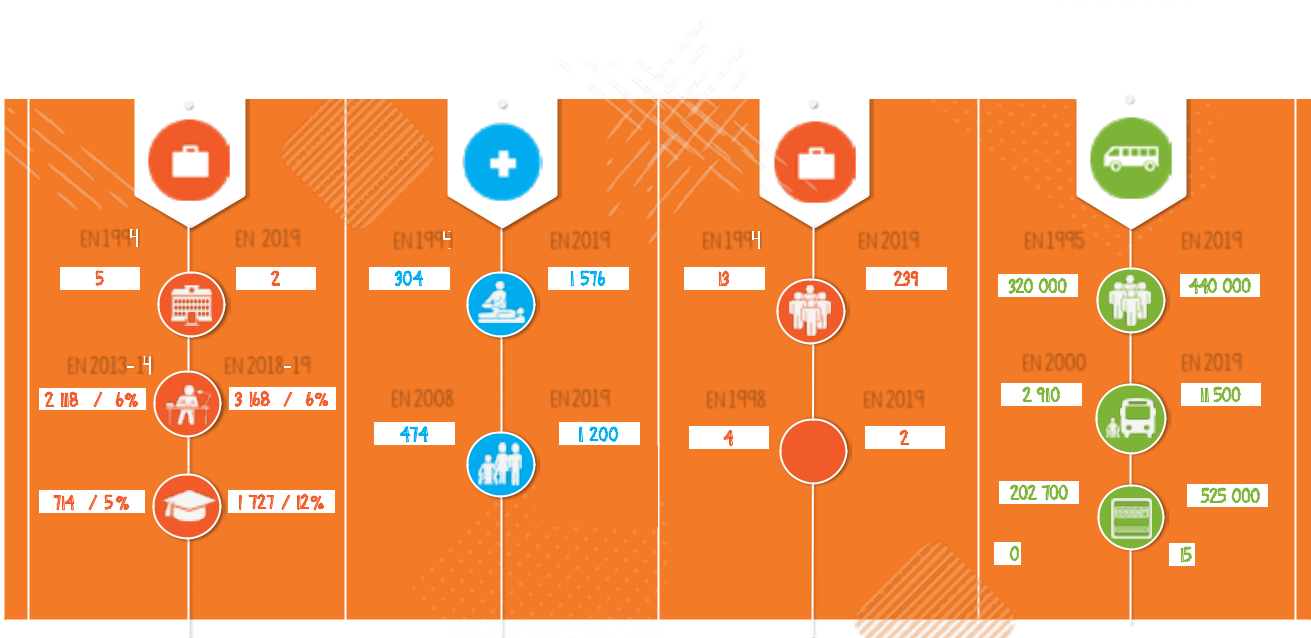 EN 1994 EN 2019
5 2
EN 2013-14 EN 2018-19
2 118 / 6% 3 168 / 6%
714 / 5% 1 727 / 12%
EN 1994 EN 2019
304 1 576
EN 2008 EN 2019
474 1 200
EN 1994 EN 2019
13 239
EN 1998 EN 2019
4 2
EN 1995 EN 2019
320 000 440 000
EN 2000 EN 2019
2 910 11 500
202 700 525 000
0 15